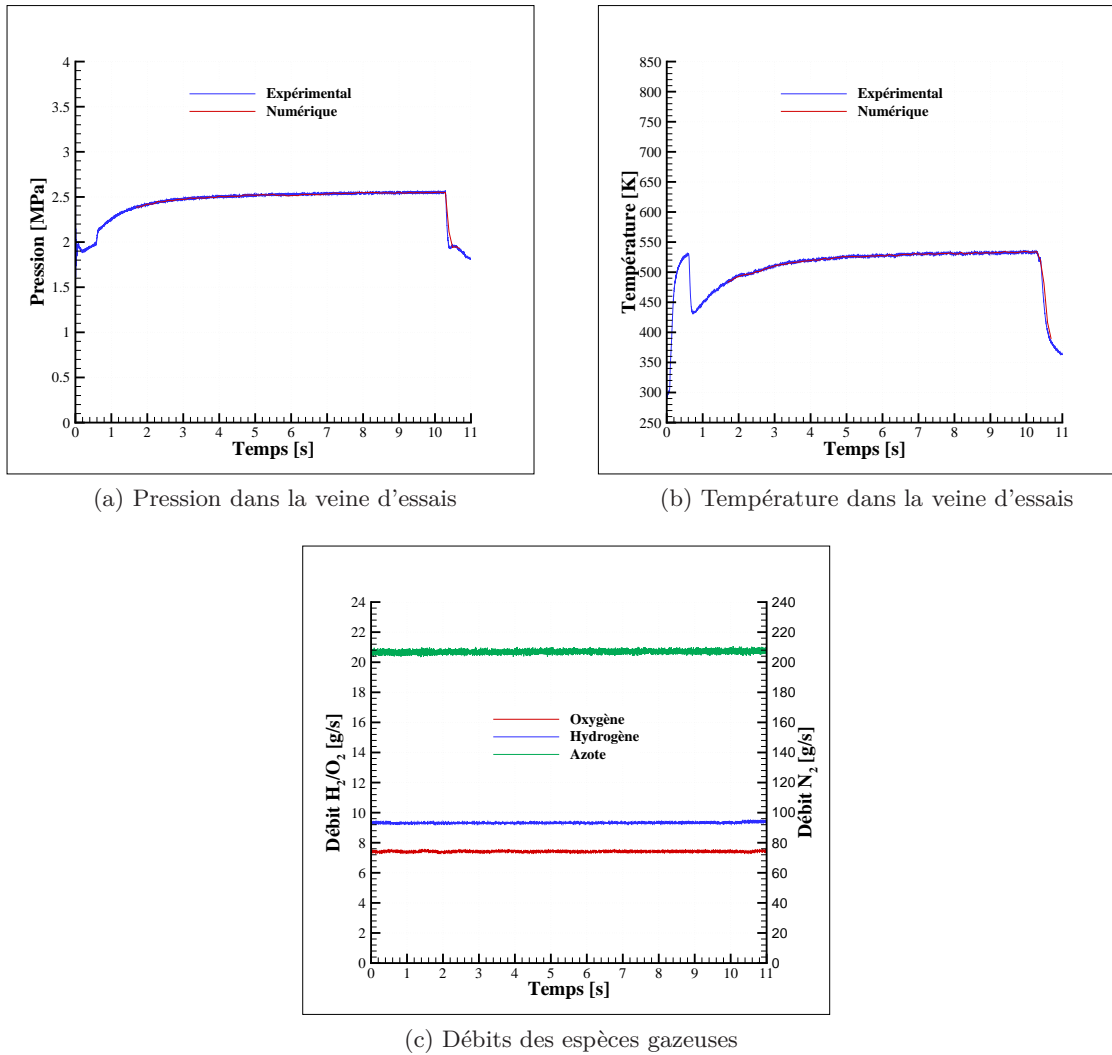 4
3.5
3
2.5
2
1.5
1
0.5
0
Pression [MPa]
Expérimental
Numérique
0 1 2 3 4 5 6 7 8 9 10 11
Temps [s]
(a) Pression dans la veine d'essais
850
800
750
700
650
600
550
500
450
400
350
300
250
Température [K]
Expérimental
Numérique
0 1 2 3 4 5 6 7 8 9 10 11
Temps [s]
(b) Température dans la veine d'essais
24
22
20
18
16
14
12
10
8
6
4
2
0
Débit H₂/O₂ [g/s]
Oxygène
Hydrogène
Azote
240
220
200
180
160
140
120
100
80
60
40
20
0
Débit N₂ [g/s]
0 1 2 3 4 5 6 7 8 9 10 11
Temps [s]
(c) Débits des espèces gazeuses